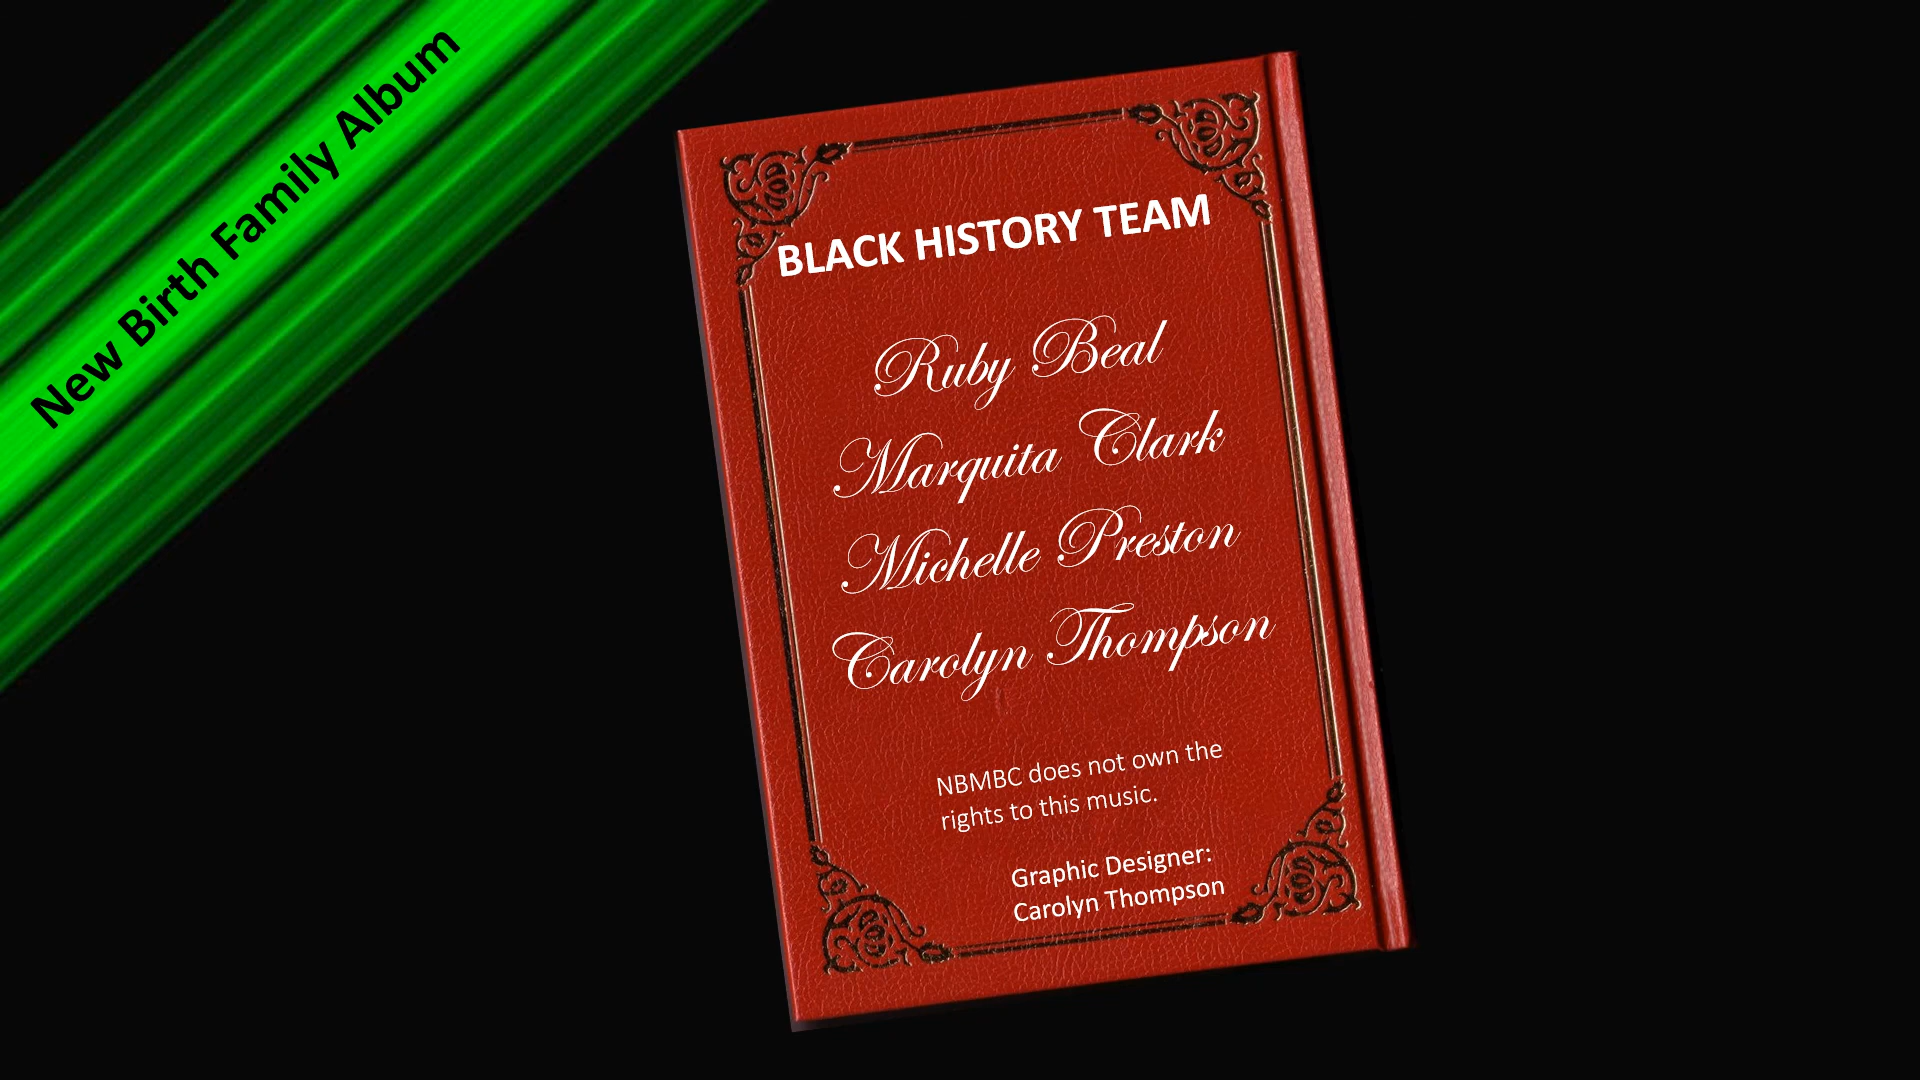 New Birth Family Album
BLACK HISTORY TEAM
Ruby Beal
Marquita Clark
Michelle Preston
Carolyn Thompson
NBMBC does not own the
rights to this music.
Graphic Designer:
Carolyn Thompson